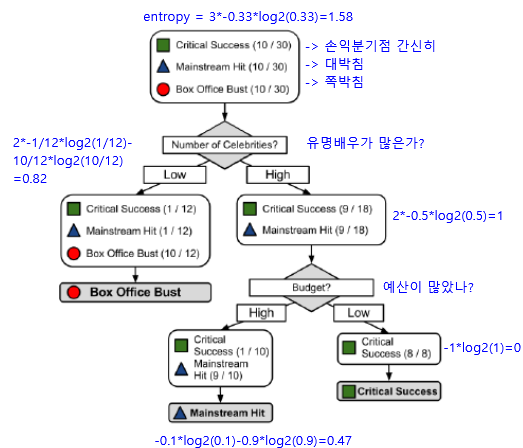 entropy = 3*-0.33*log2(0.33)=1.58
Critical Success (10 / 30)
-> 손익분기점 간신히
Mainstream Hit (10 / 30)
-> 대박침
Box Office Bust (10 / 30)
-> 쪽박침
2*-1/12*log2(1/12)-
10/12*log2(10/12)
=0.82
Number of Celebrities?
유명배우가 많은가?
Low
High
Critical Success (1 / 12)
Mainstream Hit (1 / 12)
Box Office Bust (10 / 12)
Box Office Bust
Critical Success (9 / 18)
Mainstream Hit (9 / 18)
2*-0.5*log2(0.5)=1
Budget?
예산이 많았나?
High
Low
Critical
Success (1 / 10)
Mainstream
Hit (9 / 10)
Mainstream Hit
Critical
Success (8 / 8)
-1*log2(1)=0
Critical Success
-0.1*log2(0.1)-0.9*log2(0.9)=0.47